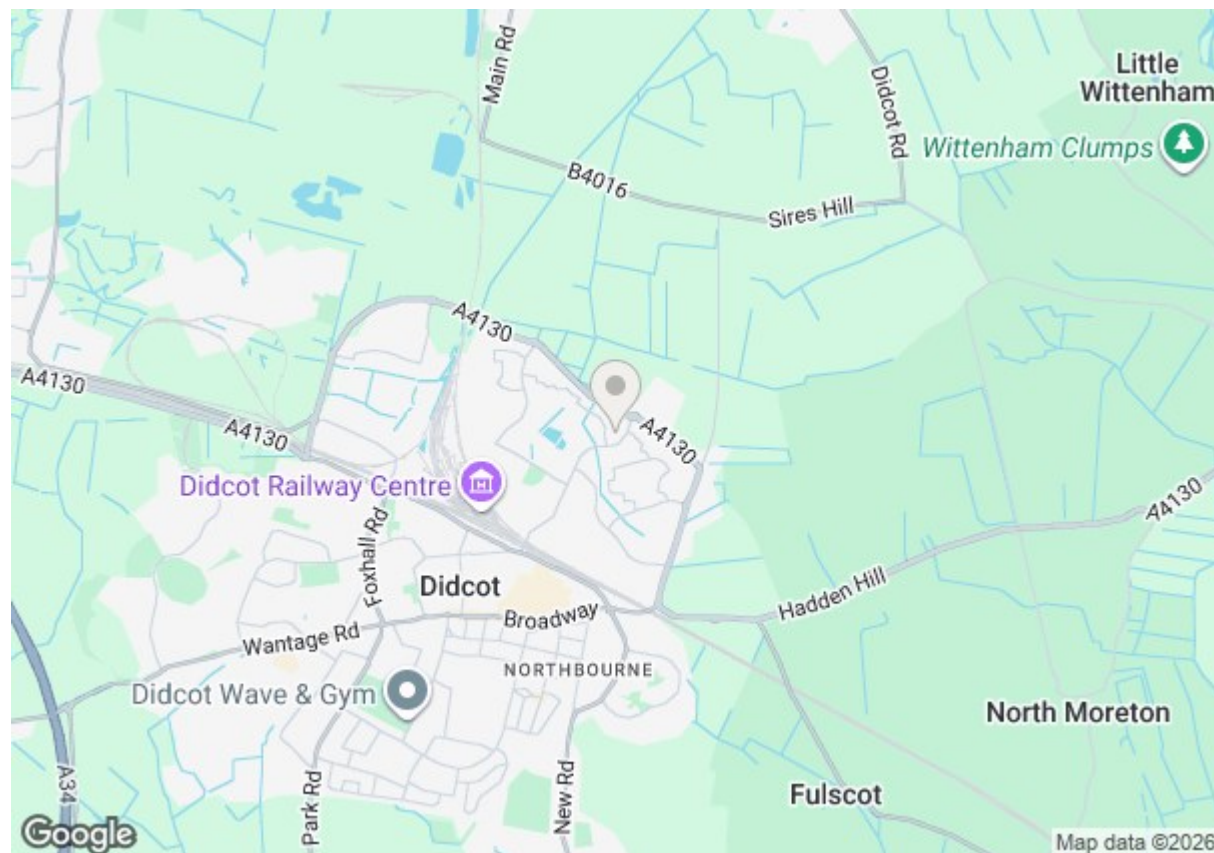 Main Rd
Little
Wittenham
Didcot Rd
Wittenham Clumps
B4016
Sires Hill
A4130
A4130
A4130
A4130
Didcot Railway Centre
A4130
Foxhall Rd
Didcot
Hadden Hill
Broadway
Wantage Rd
NORTHBOURNE
Didcot Wave & Gym
North Moreton
A34
Park Rd
New Rd
Fulscot
Google
Map data ©2026